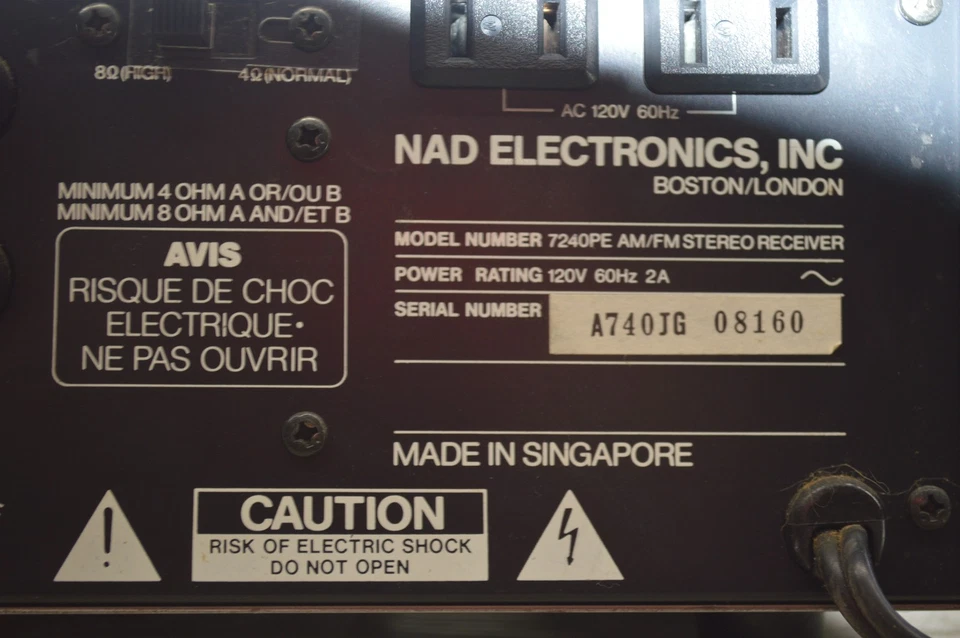 8Ω(HIGH) 4Ω(NORMAL)
AC 120V 60Hz
NAD ELECTRONICS, INC
BOSTON/LONDON
MINIMUM 4 OHM A OR/OU B
MINIMUM 8 OHM A AND/ET B
AVIS
RISQUE DE CHOC
ELECTRIQUE•
NE PAS OUVRIR
MODEL NUMBER 7240PE AM/FM STEREO RECEIVER
POWER RATING 120V 60Hz 2A
SERIAL NUMBER A740JG 08160
MADE IN SINGAPORE
CAUTION
RISK OF ELECTRIC SHOCK
DO NOT OPEN